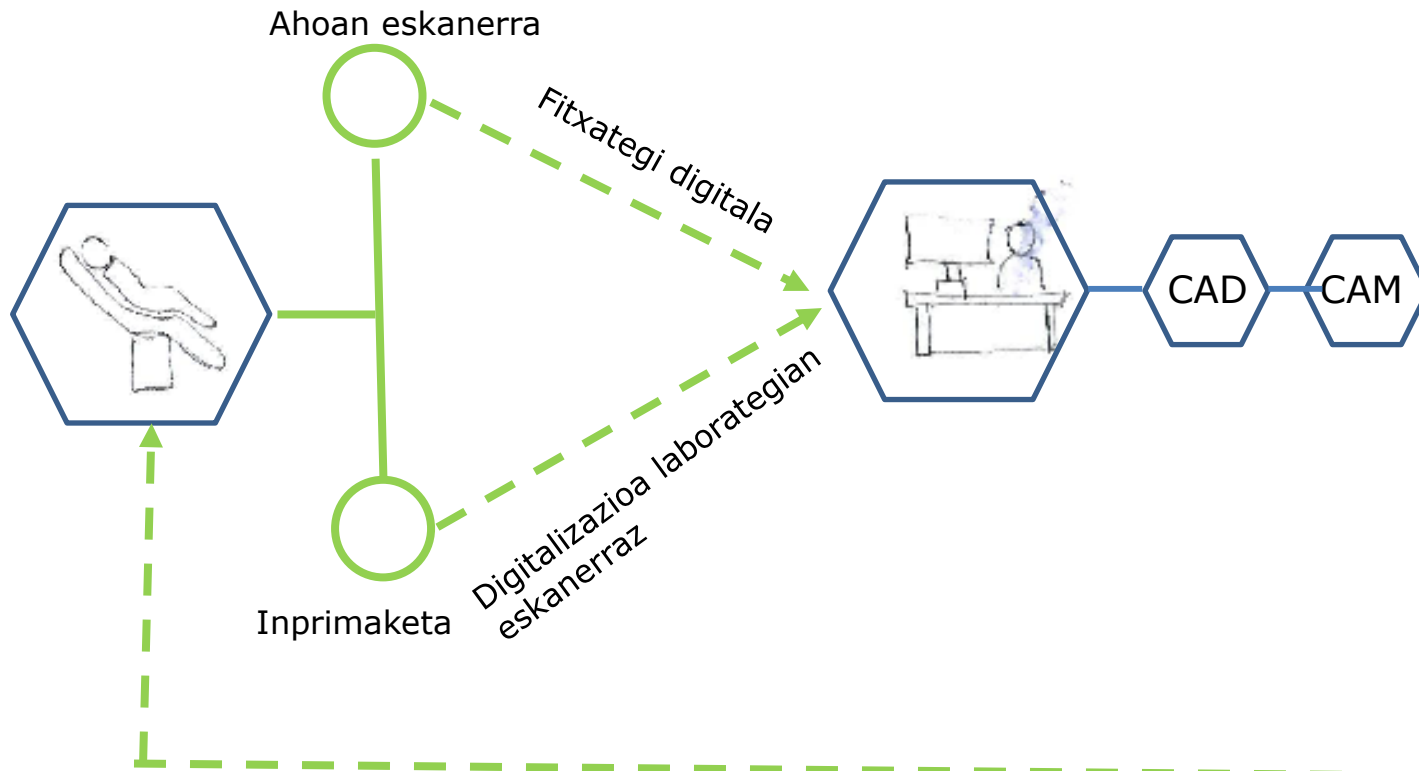 Ahoan eskanerra
Fitxategi digitala
CAD
CAM
Digitalizazioa laborategian
eskanerraz
Inprimaketa